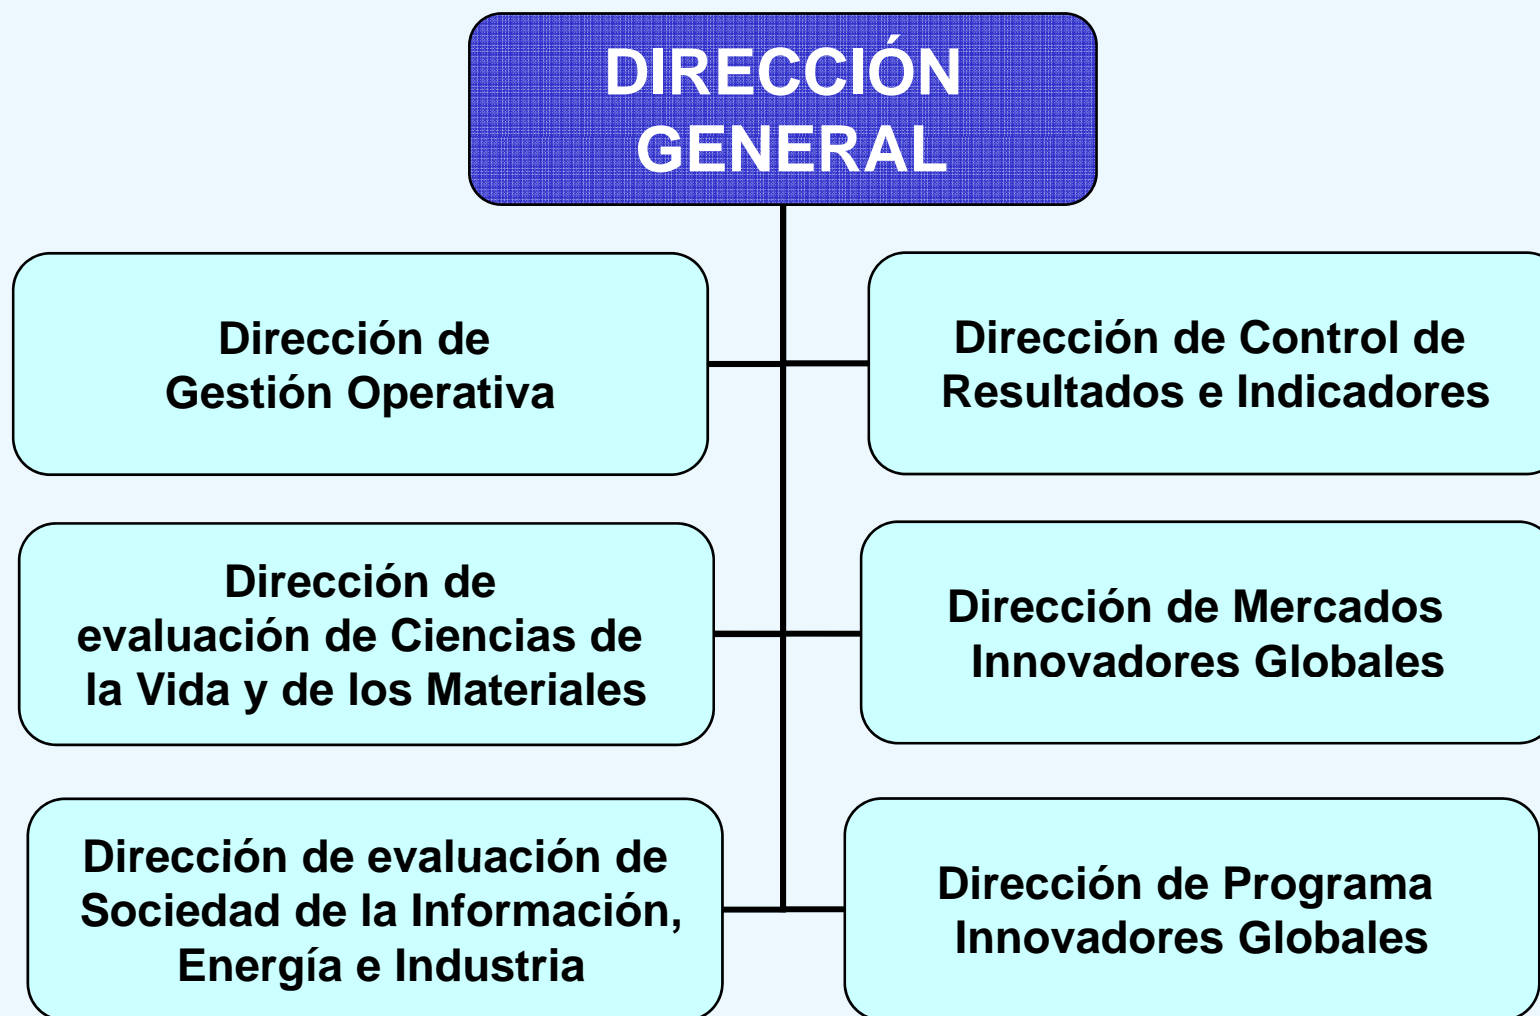 DIRECCIÓN
GENERAL
Dirección de
Gestión Operativa
Dirección de Control de
Resultados e Indicadores
Dirección de
evaluación de Ciencias de
la Vida y de los Materiales
Dirección de Mercados
Innovadores Globales
Dirección de evaluación de
Sociedad de la Información,
Energía e Industria
Dirección de Programa
Innovadores Globales